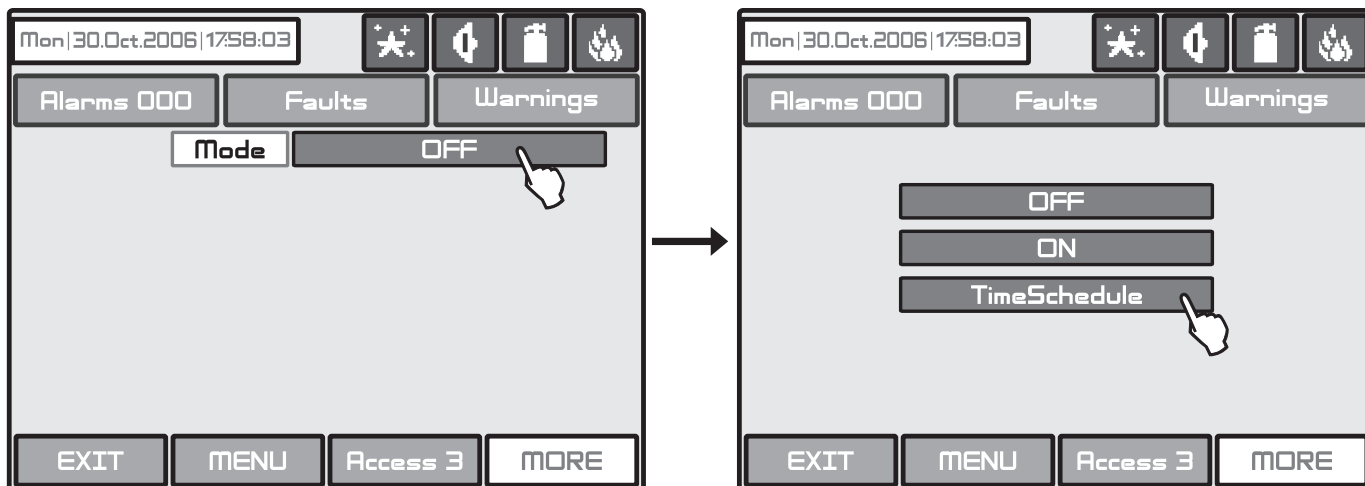 Mon|30.Oct.2006|17:58:03
Alarms 000 Faults Warnings
Mode OFF
EXIT MENU Access 3 MORE
Mon|30.Oct.2006|17:58:03
Alarms 000 Faults Warnings
OFF
ON
TimeSchedule
EXIT MENU Access 3 MORE